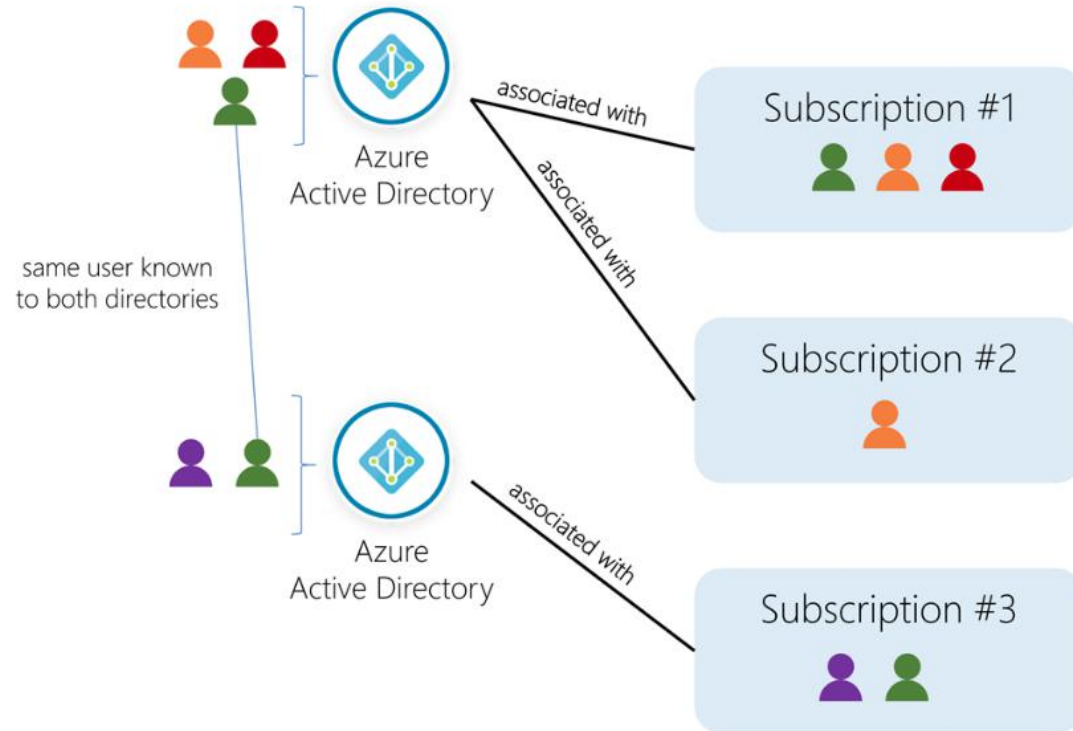 Azure
Active Directory
associated with
Subscription #1
associated with
same user known
to both directories
Subscription #2
Azure
Active Directory
associated with
Subscription #3